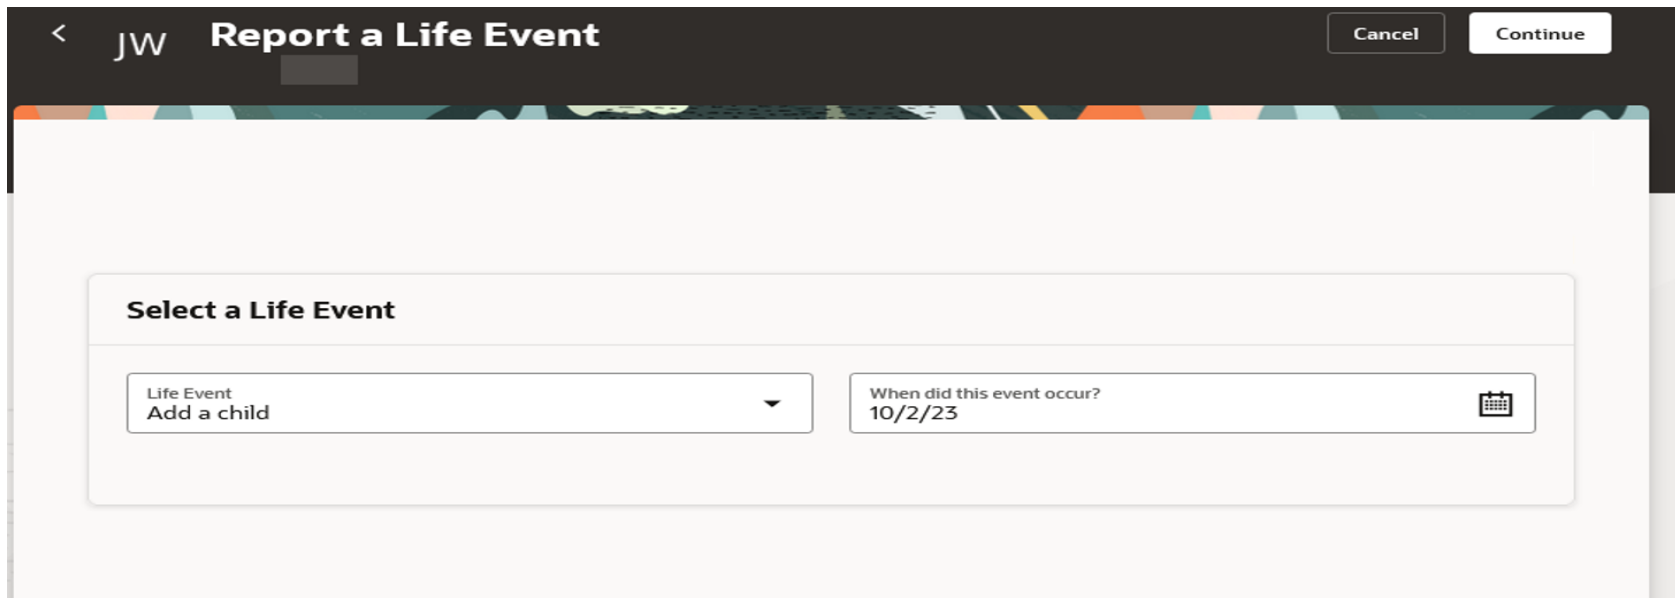 JW
Report a Life Event
Cancel
Continue
Select a Life Event
Life Event
Add a child
When did this event occur?
10/2/23